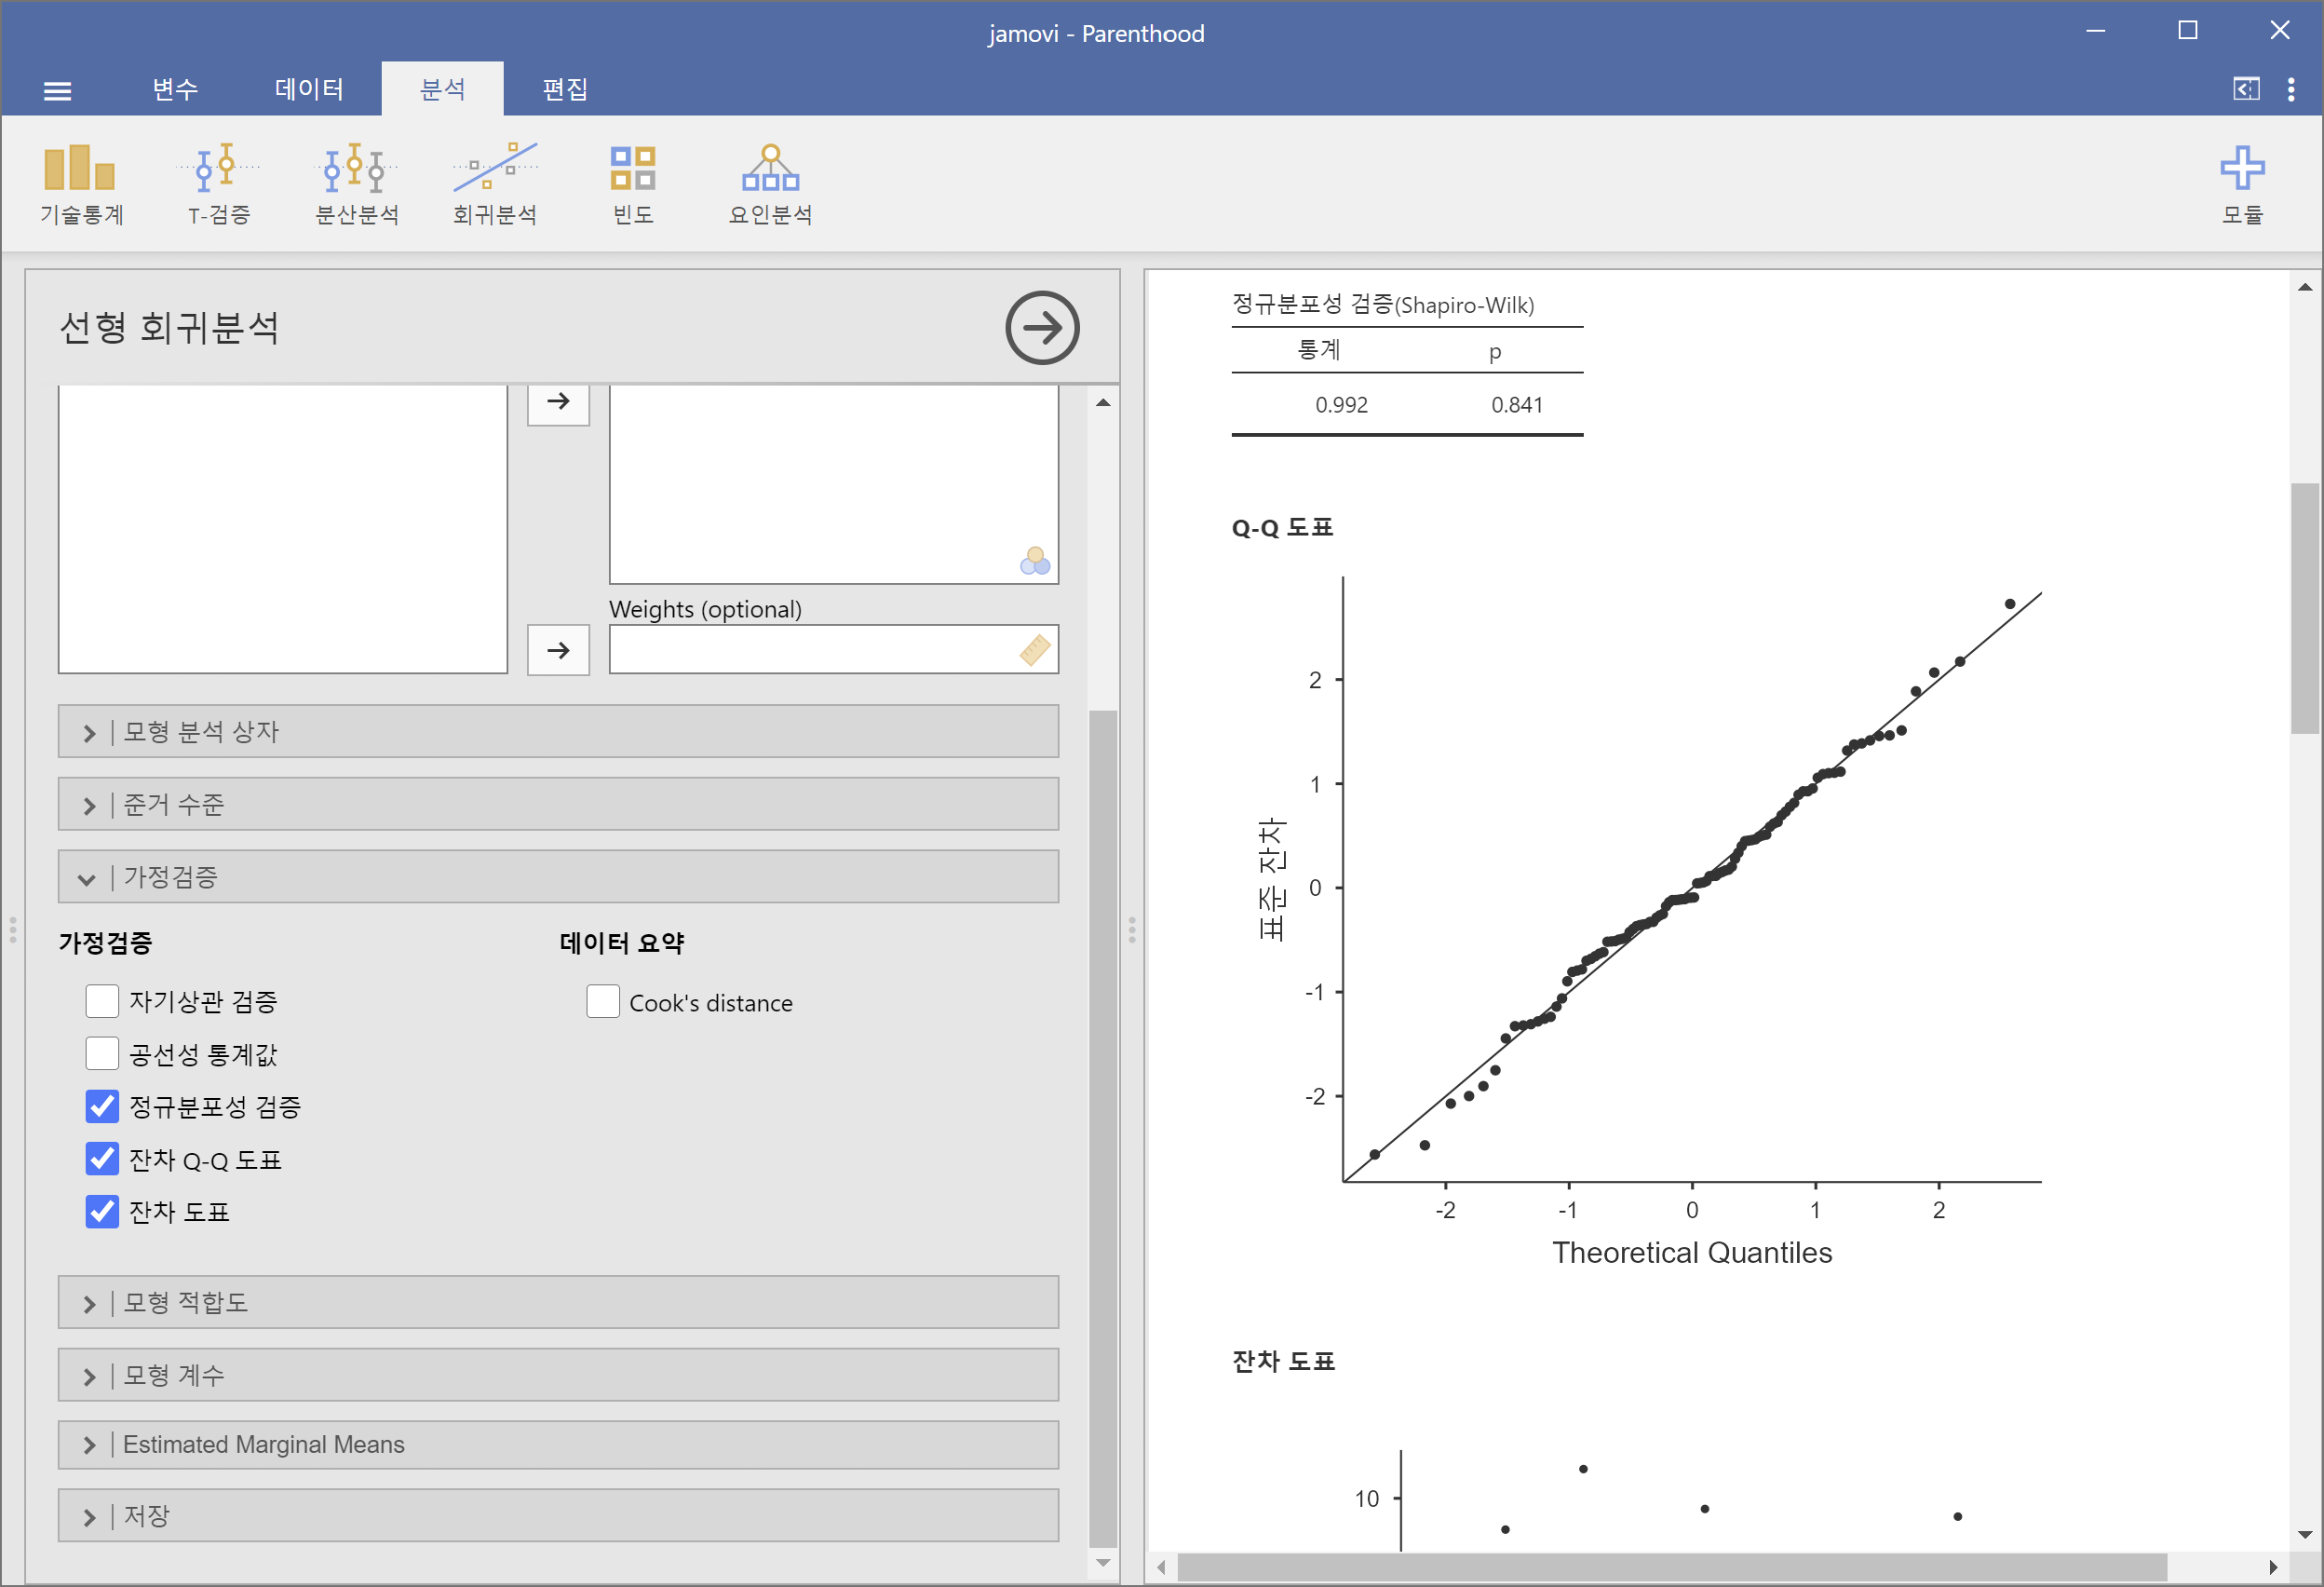 jamovi - Parenthood
변수 데이터 분석 편집
기술통계 T-검증 분산분석 회귀분석 빈도 요인분석 모듈
선형 회귀분석
Weights (optional)
모형 분석 상자
준거 수준
가정검증
가정검증 데이터 요약
자기상관 검증 Cook's distance
공선성 통계값
정규분포성 검증
잔차 Q-Q 도표
잔차 도표
모형 적합도
모형 계수
Estimated Marginal Means
저장
정규분포성 검증(Shapiro-Wilk)
통계 p
0.992 0.841
Q-Q 도표
2
1
0
-1
-2
표준 잔차
-2 -1 0 1 2
Theoretical Quantiles
잔차 도표
10